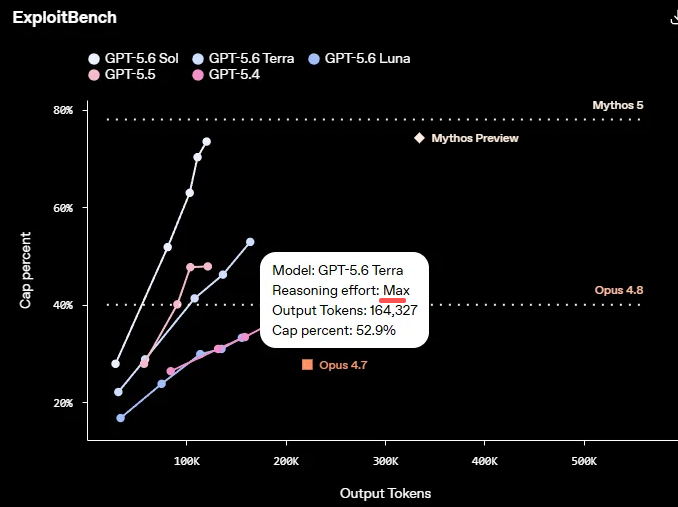 ExploitBench
GPT-5.6 Sol GPT-5.6 Terra GPT-5.6 Luna
GPT-5.5 GPT-5.4
80%
Mythos 5
Mythos Preview
60%
Cap percent
Model: GPT-5.6 Terra
Reasoning effort: Max
Output Tokens: 164,327
Cap percent: 52.9%
Opus 4.8
40%
Opus 4.7
20%
100K 200K 300K 400K 500K
Output Tokens